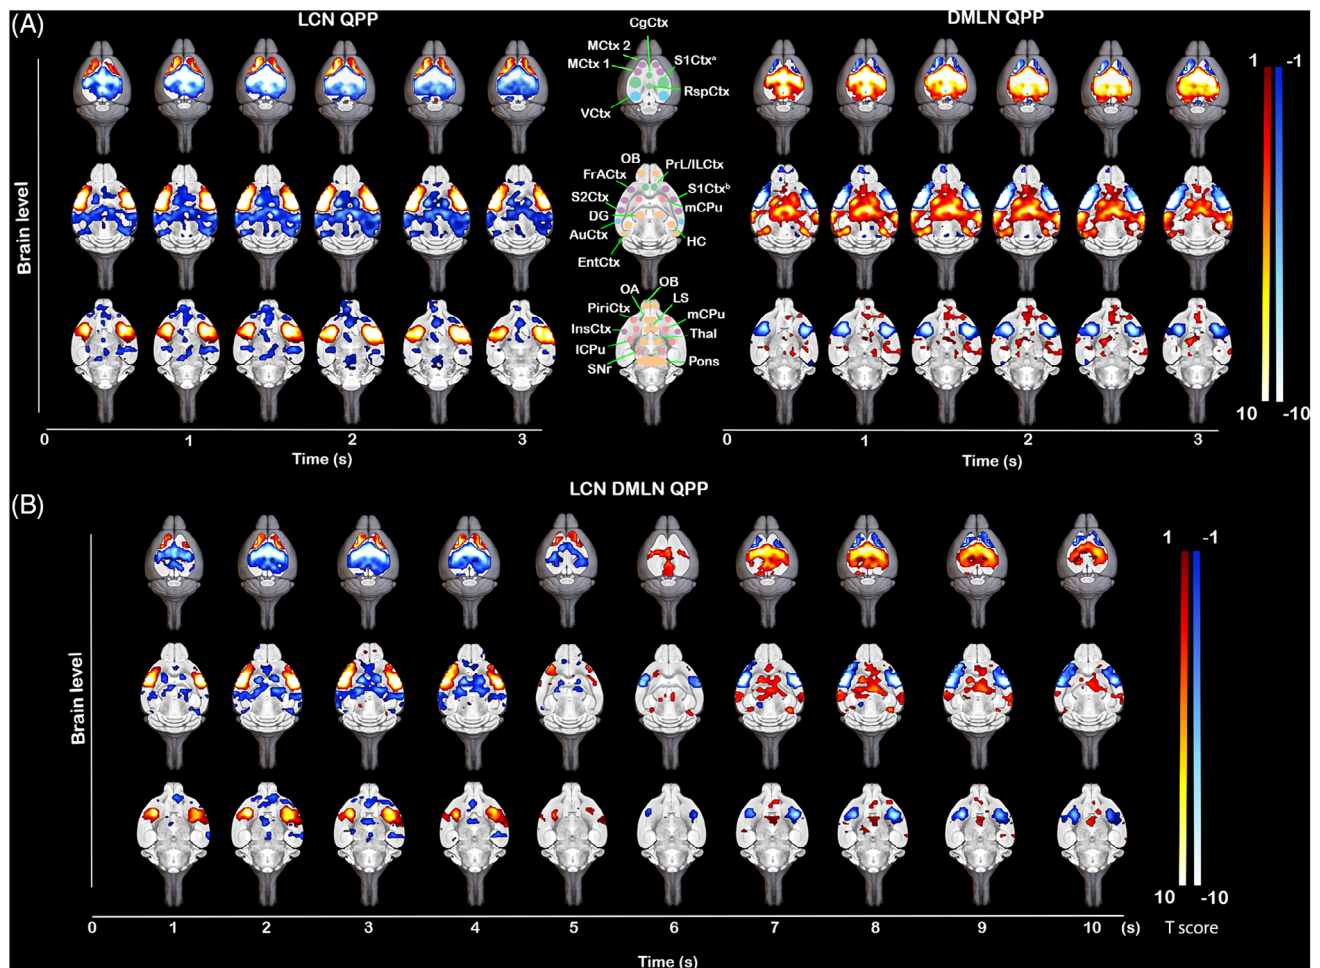 (A)
LCN QPP
CgCtx
DMLN QPP
MCtx 2
MCtx 1
S1Ctxᵃ
RspCtx
VCtx
1
-1
OB
PrL/ILCtx
FrACtx
S1Ctxᵇ
S2Ctx
mCPu
DG
AuCtx
HC
EntCtx
Brain level
OB
OA
LS
PiriCtx
mCPu
InsCtx
Thal
ICPu
SNr
Pons
10
-10
0 1 2 3
Time (s)
0 1 2 3
Time (s)
(B)
LCN DMLN QPP
1
-1
Brain level
10
-10
0 1 2 3 4 5 6 7 8 9 10 (s)
T score
Time (s)